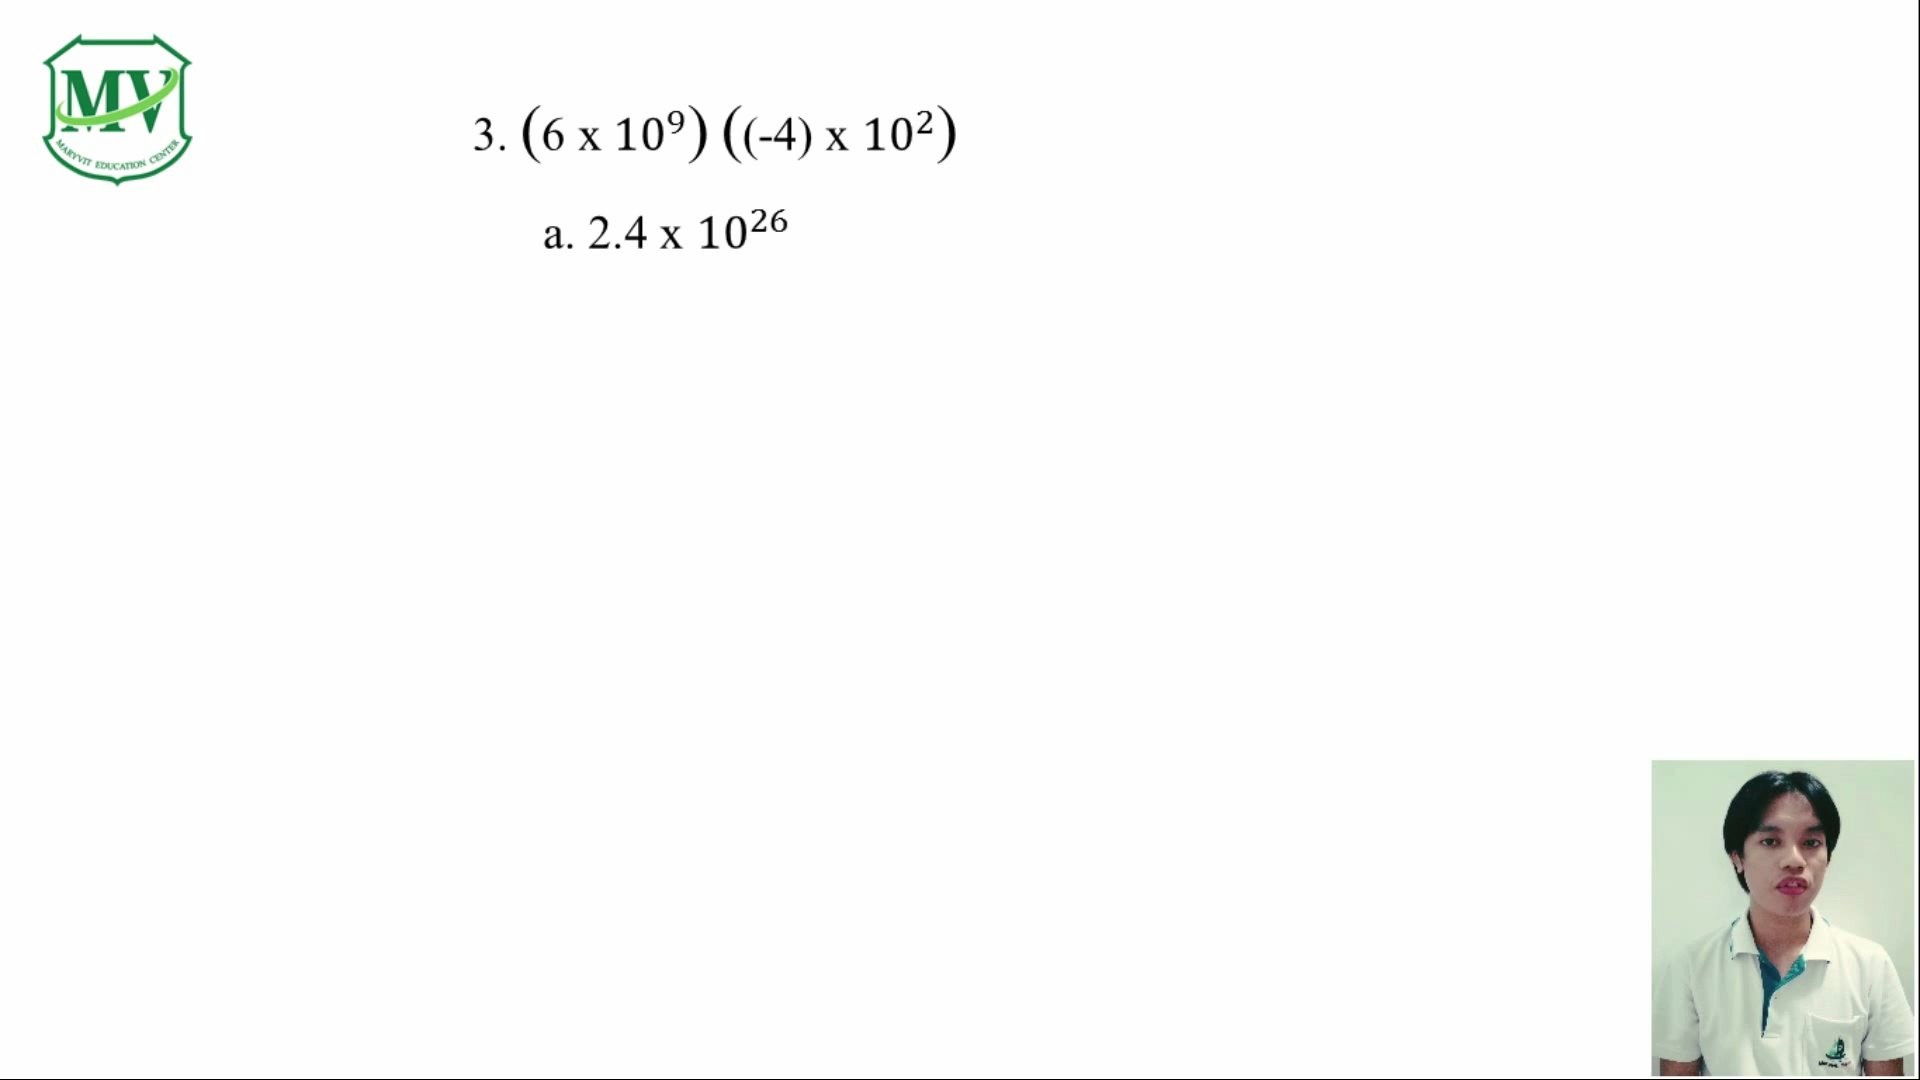 MV
MARYVIT EDUCATION CENTER
3. (6 x 10⁹) ((-4) x 10²)
a. 2.4 x 10²⁶